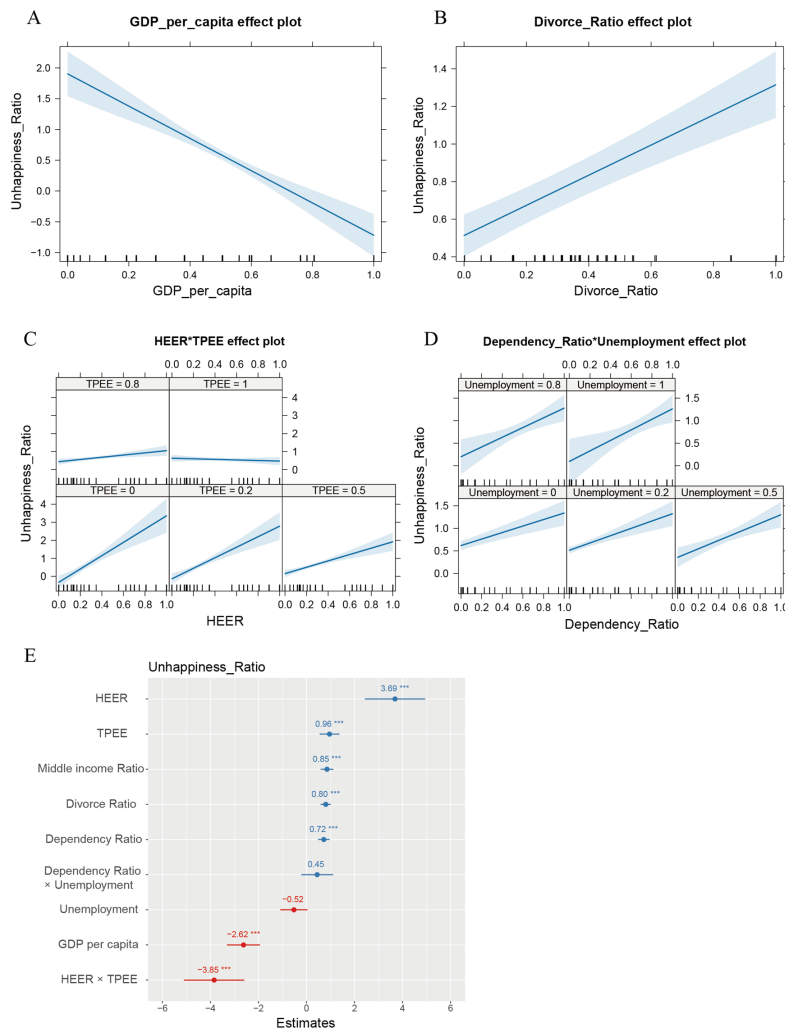 A
GDP_per_capita effect plot
Unhappiness_Ratio
2.0
1.5
1.0
0.5
0.0
−0.5
−1.0
0.0 0.2 0.4 0.6 0.8 1.0
GDP_per_capita
B
Divorce_Ratio effect plot
Unhappiness_Ratio
1.4
1.2
1.0
0.8
0.6
0.4
0.0 0.2 0.4 0.6 0.8 1.0
Divorce_Ratio
C
HEER*TPEE effect plot
0.0 0.2 0.4 0.6 0.8 1.0
TPEE = 0.8 TPEE = 1
Unhappiness_Ratio
4
3
2
1
0
TPEE = 0 TPEE = 0.2 TPEE = 0.5
4
3
2
1
0
0.0 0.2 0.4 0.6 0.8 1.0 0.0 0.2 0.4 0.6 0.8 1.0
HEER
D
Dependency_Ratio*Unemployment effect plot
0.0 0.2 0.4 0.6 0.8 1.0
Unemployment = 0.8 Unemployment = 1
Unhappiness_Ratio
1.5
1.0
0.5
0.0
Unemployment = 0 Unemployment = 0.2 Unemployment = 0.5
1.5
1.0
0.5
0.0
0.0 0.2 0.4 0.6 0.8 1.0 0.0 0.2 0.4 0.6 0.8 1.0
Dependency_Ratio
E
Unhappiness_Ratio
HEER 3.69 ***
TPEE 0.96 ***
Middle income Ratio 0.85 ***
Divorce Ratio 0.80 ***
Dependency Ratio 0.72 ***
Dependency Ratio 0.45
× Unemployment
Unemployment −0.52
GDP per capita −2.62 ***
HEER × TPEE −3.85 ***
−6 −4 −2 0 2 4 6
Estimates